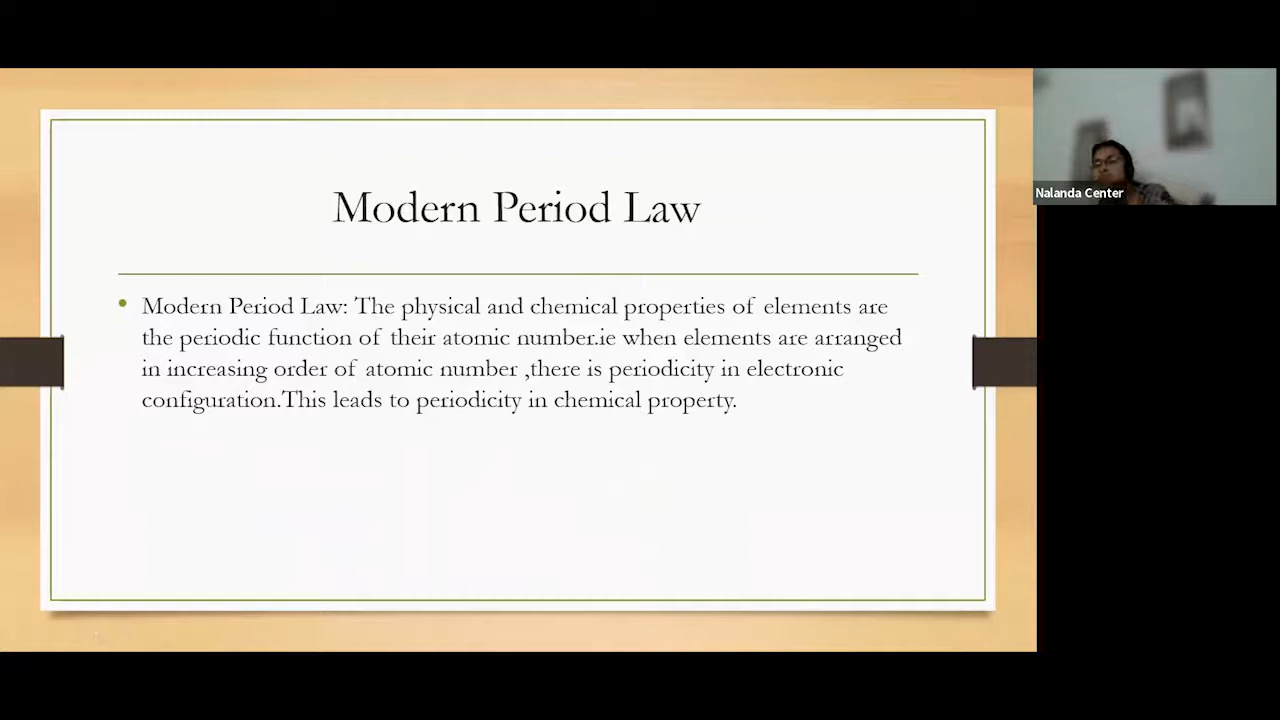 Modern Period Law
Modern Period Law: The physical and chemical properties of elements are
the periodic function of their atomic number.ie when elements are arranged
in increasing order of atomic number ,there is periodicity in electronic
configuration.This leads to periodicity in chemical property.
Nalanda Center